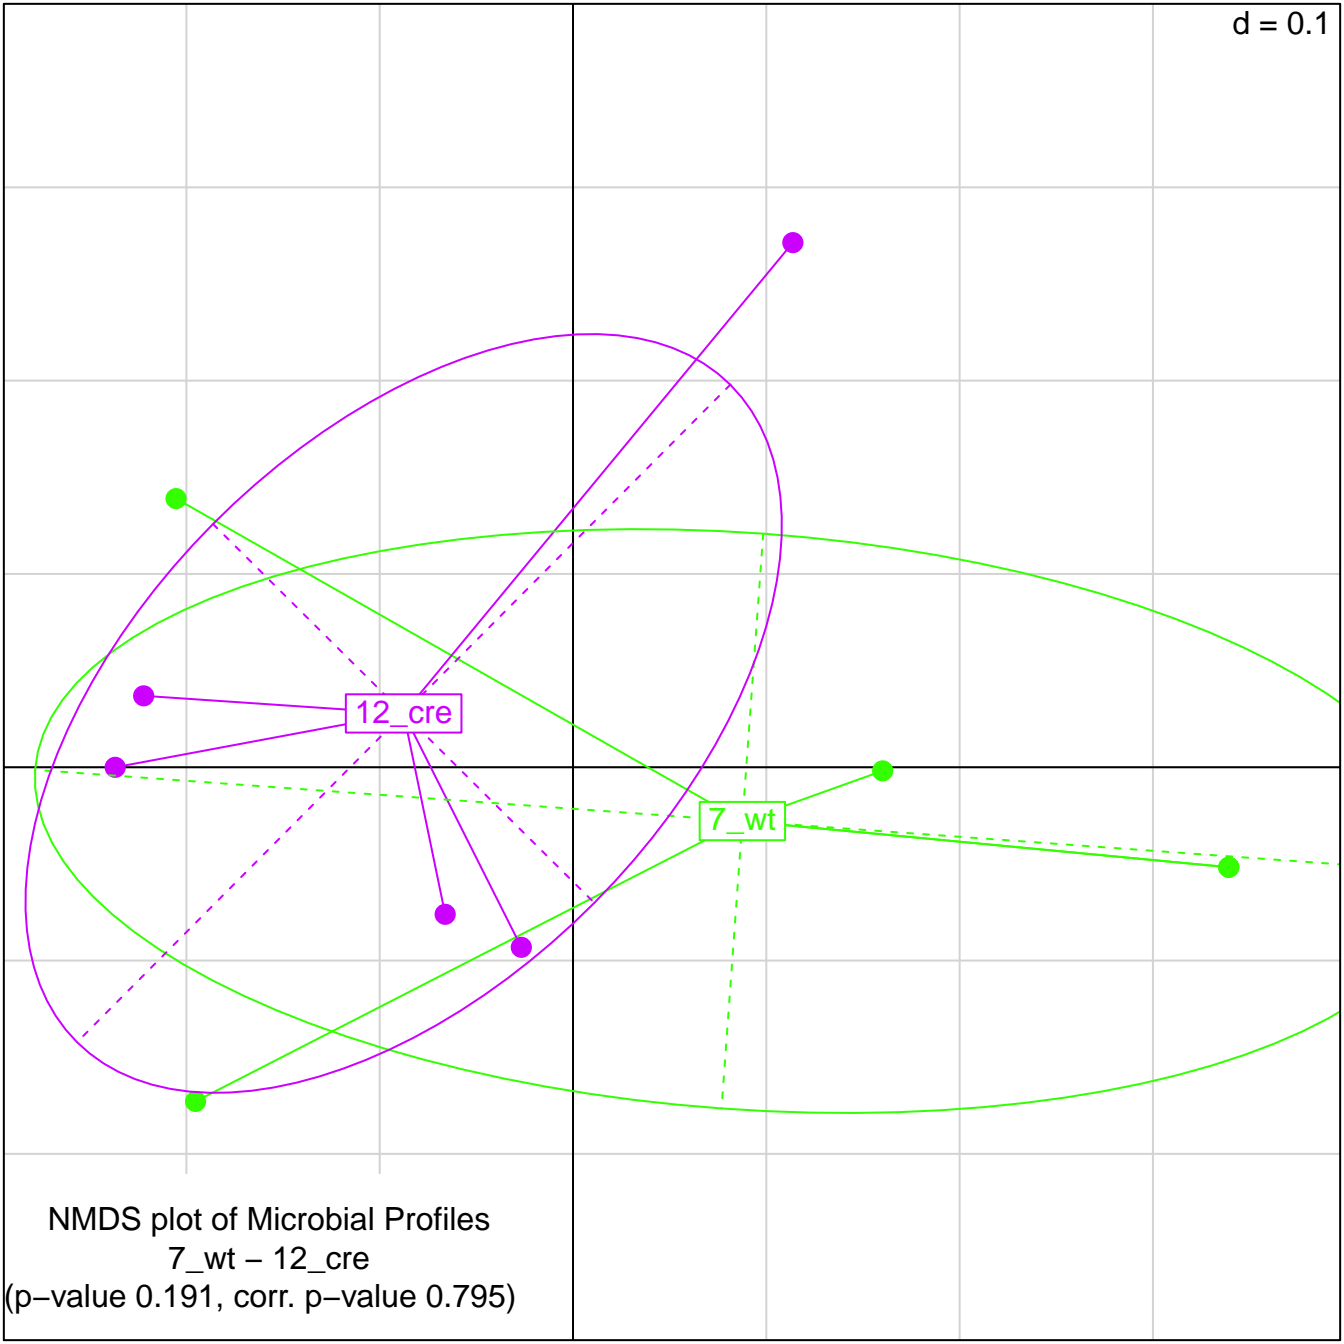 d = 0.1
12_cre
7_wt
NMDS plot of Microbial Profiles
7_wt − 12_cre
(p−value 0.191, corr. p−value 0.795)